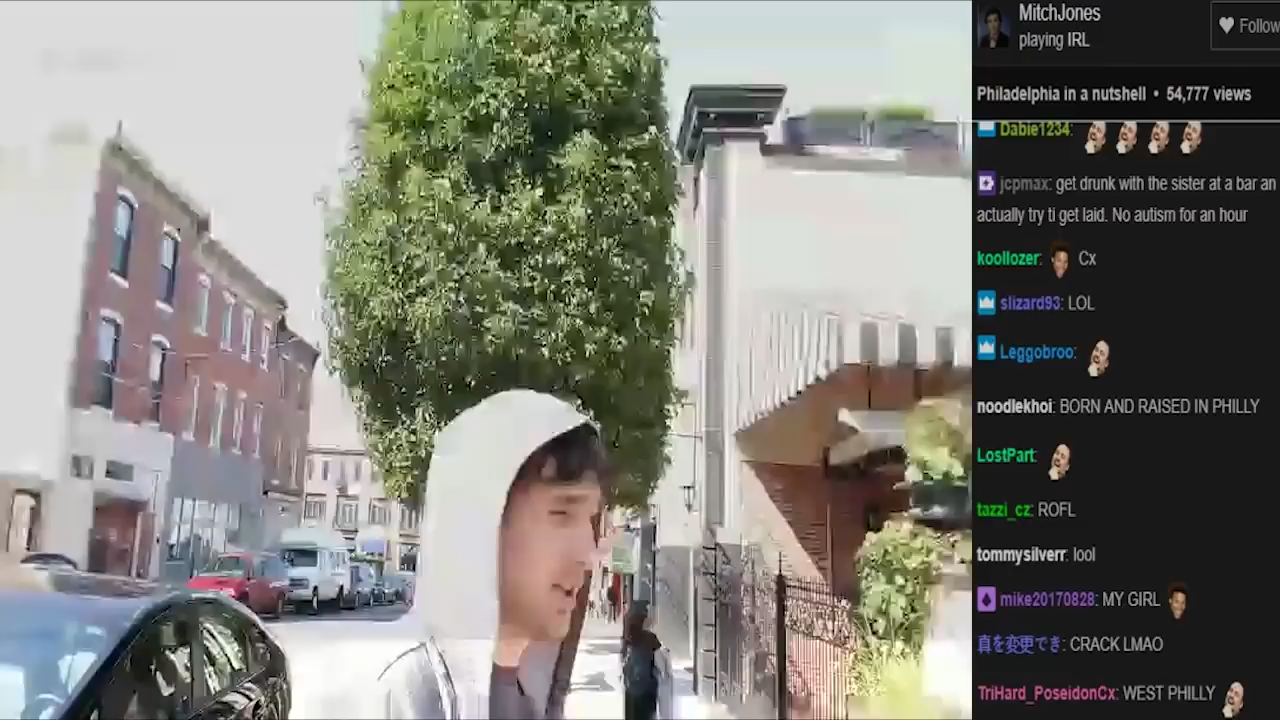 MitchJones
playing IRL
Follow
Philadelphia in a nutshell • 54,777 views
Dabie1234:
jcpmax: get drunk with the sister at a bar an
actually try ti get laid. No autism for an hour
koollozer: Cx
slizard93: LOL
Leggobroo:
noodlekhoi: BORN AND RAISED IN PHILLY
LostPart:
tazzi_cz: ROFL
tommysilverr: lool
mike20170828: MY GIRL
真を変更でき: CRACK LMAO
TriHard_PoseidonCx: WEST PHILLY